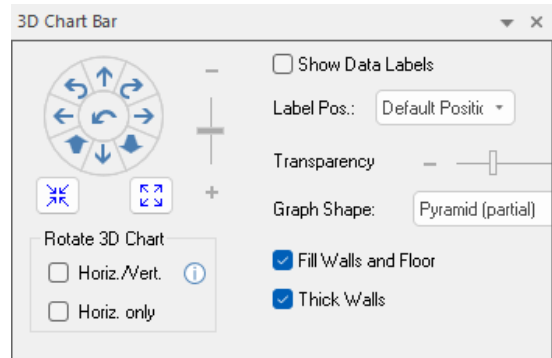 3D Chart Bar
Show Data Labels
Label Pos.: Default Positic
Transparency
Graph Shape: Pyramid (partial)
Rotate 3D Chart
Horiz./Vert.
Horiz. only
Fill Walls and Floor
Thick Walls